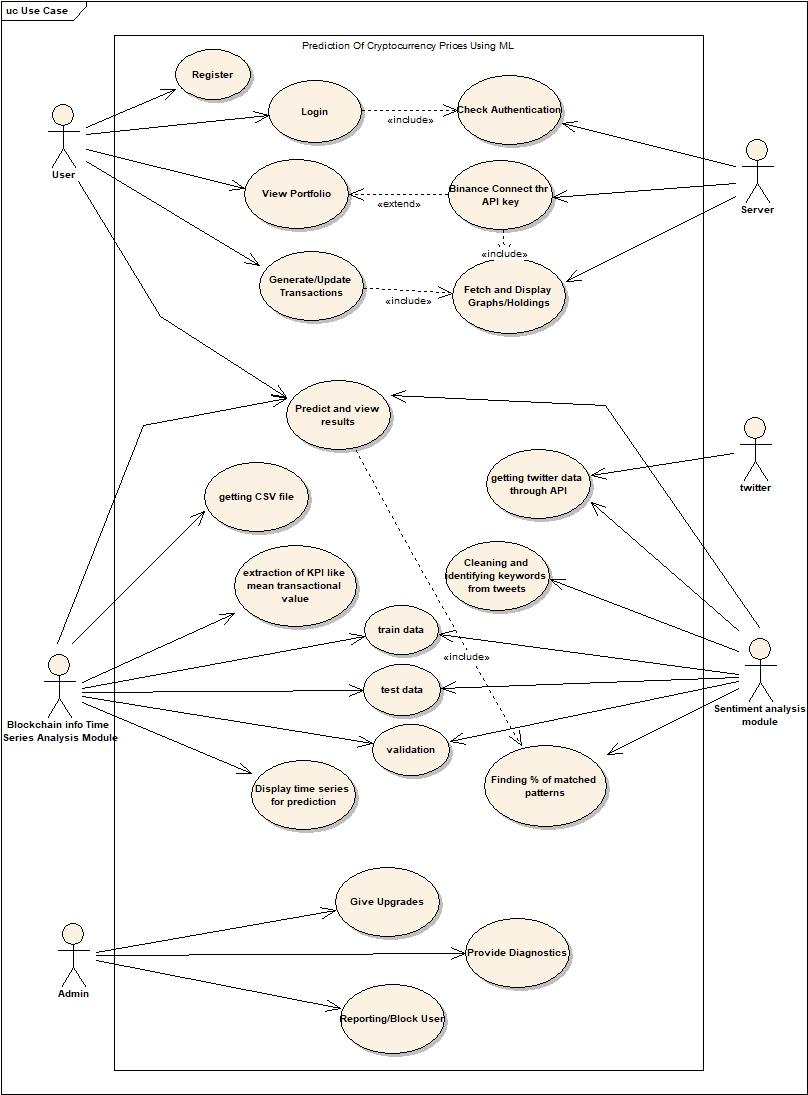 uc Use Case
Prediction Of Cryptocurrency Prices Using ML
Register
Login
«include»
Check Authentication
User
View Portfolio
«extend»
Binance Connect thr
API key
Server
«include»
Generate/Update
Transactions
«include»
Fetch and Display
Graphs/Holdings
Predict and view
results
getting twitter data
through API
twitter
getting CSV file
Cleaning and
identifying keywords
from tweets
extraction of KPI like
mean transactional
value
train data
«include»
test data
Blockchain info Time
Series Analysis Module
Sentiment analysis
module
validation
Display time series
for prediction
Finding % of matched
patterns
Give Upgrades
Provide Diagnostics
Admin
Reporting/Block User